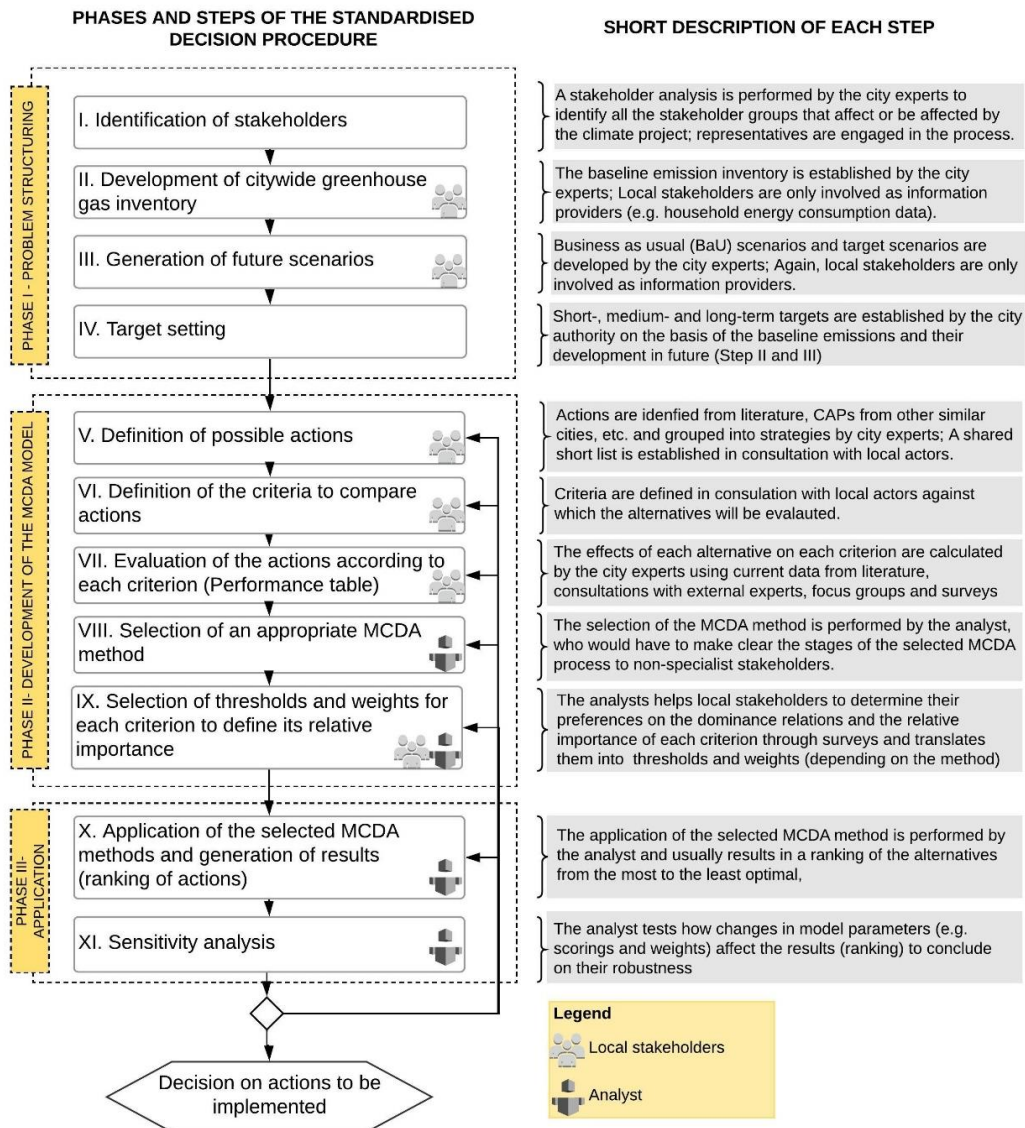 PHASES AND STEPS OF THE STANDARDISED
DECISION PROCEDURE
SHORT DESCRIPTION OF EACH STEP
PHASE I - PROBLEM STRUCTURING
I. Identification of stakeholders
A stakeholder analysis is performed by the city experts to
identify all the stakeholder groups that affect or be affected by
the climate project; representatives are engaged in the process.
II. Development of citywide greenhouse
gas inventory
The baseline emission inventory is established by the city
experts; Local stakeholders are only involved as information
providers (e.g. household energy consumption data).
III. Generation of future scenarios
Business as usual (BaU) scenarios and target scenarios are
developed by the city experts; Again, local stakeholders are only
involved as information providers.
IV. Target setting
Short-, medium- and long-term targets are established by the city
authority on the basis of the baseline emissions and their
development in future (Step II and III)
PHASE II- DEVELOPMENT OF THE MCDA MODEL
V. Definition of possible actions
Actions are idenfied from literature, CAPs from other similar
cities, etc. and grouped into strategies by city experts; A shared
short list is established in consultation with local actors.
VI. Definition of the criteria to compare
actions
Criteria are defined in consulation with local actors against
which the alternatives will be evalauted.
VII. Evaluation of the actions according to
each criterion (Performance table)
The effects of each alternative on each criterion are calculated
by the city experts using current data from literature,
consultations with external experts, focus groups and surveys
VIII. Selection of an appropriate MCDA
method
The selection of the MCDA method is performed by the analyst,
who would have to make clear the stages of the selected MCDA
process to non-specialist stakeholders.
IX. Selection of thresholds and weights for
each criterion to define its relative
importance
The analysts helps local stakeholders to determine their
preferences on the dominance relations and the relative
importance of each criterion through surveys and translates
them into thresholds and weights (depending on the method)
PHASE III-
APPLICATION
X. Application of the selected MCDA
methods and generation of results
(ranking of actions)
The application of the selected MCDA method is performed by
the analyst and usually results in a ranking of the alternatives
from the most to the least optimal,
XI. Sensitivity analysis
The analyst tests how changes in model parameters (e.g.
scorings and weights) affect the results (ranking) to conclude
on their robustness
Legend
Local stakeholders
Analyst
Decision on actions to be
implemented